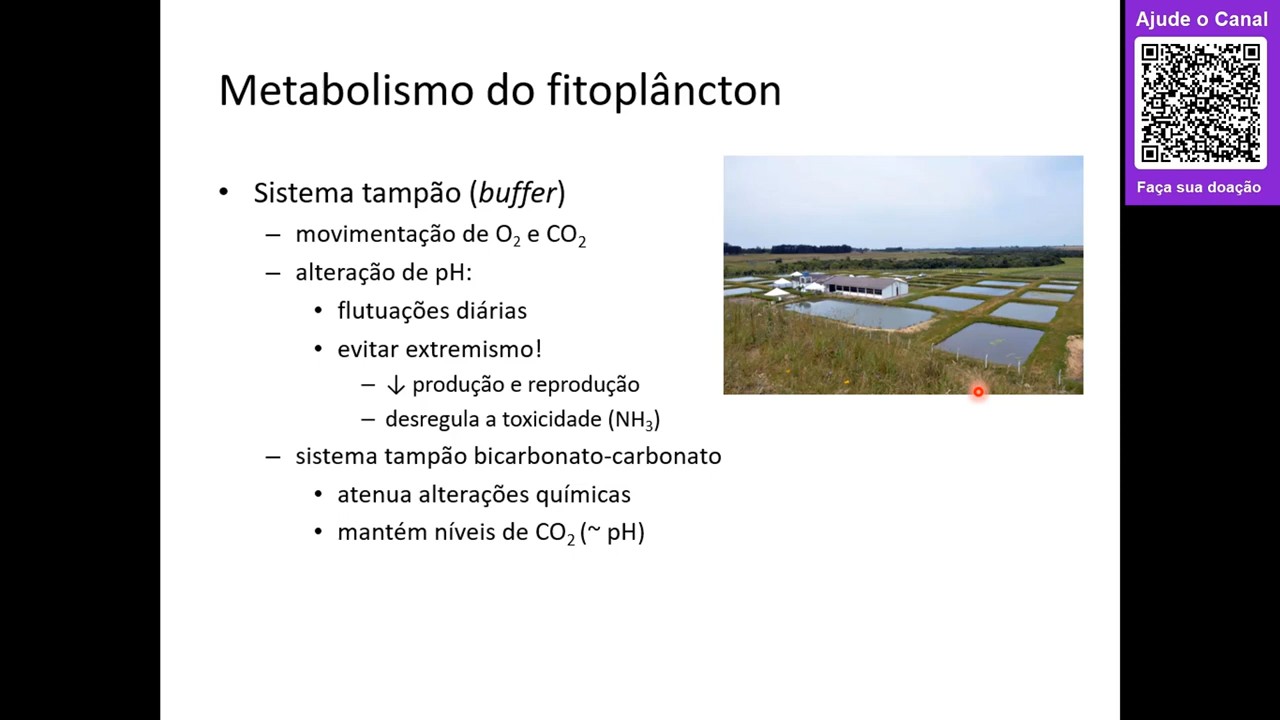 Metabolismo do fitoplâncton
• Sistema tampão (buffer)
– movimentação de O₂ e CO₂
– alteração de pH:
• flutuações diárias
• evitar extremismo!
– ↓ produção e reprodução
– desregula a toxicidade (NH₃)
– sistema tampão bicarbonato-carbonato
• atenua alterações químicas
• mantém níveis de CO₂ (~ pH)
Ajude o Canal
Faça sua doação